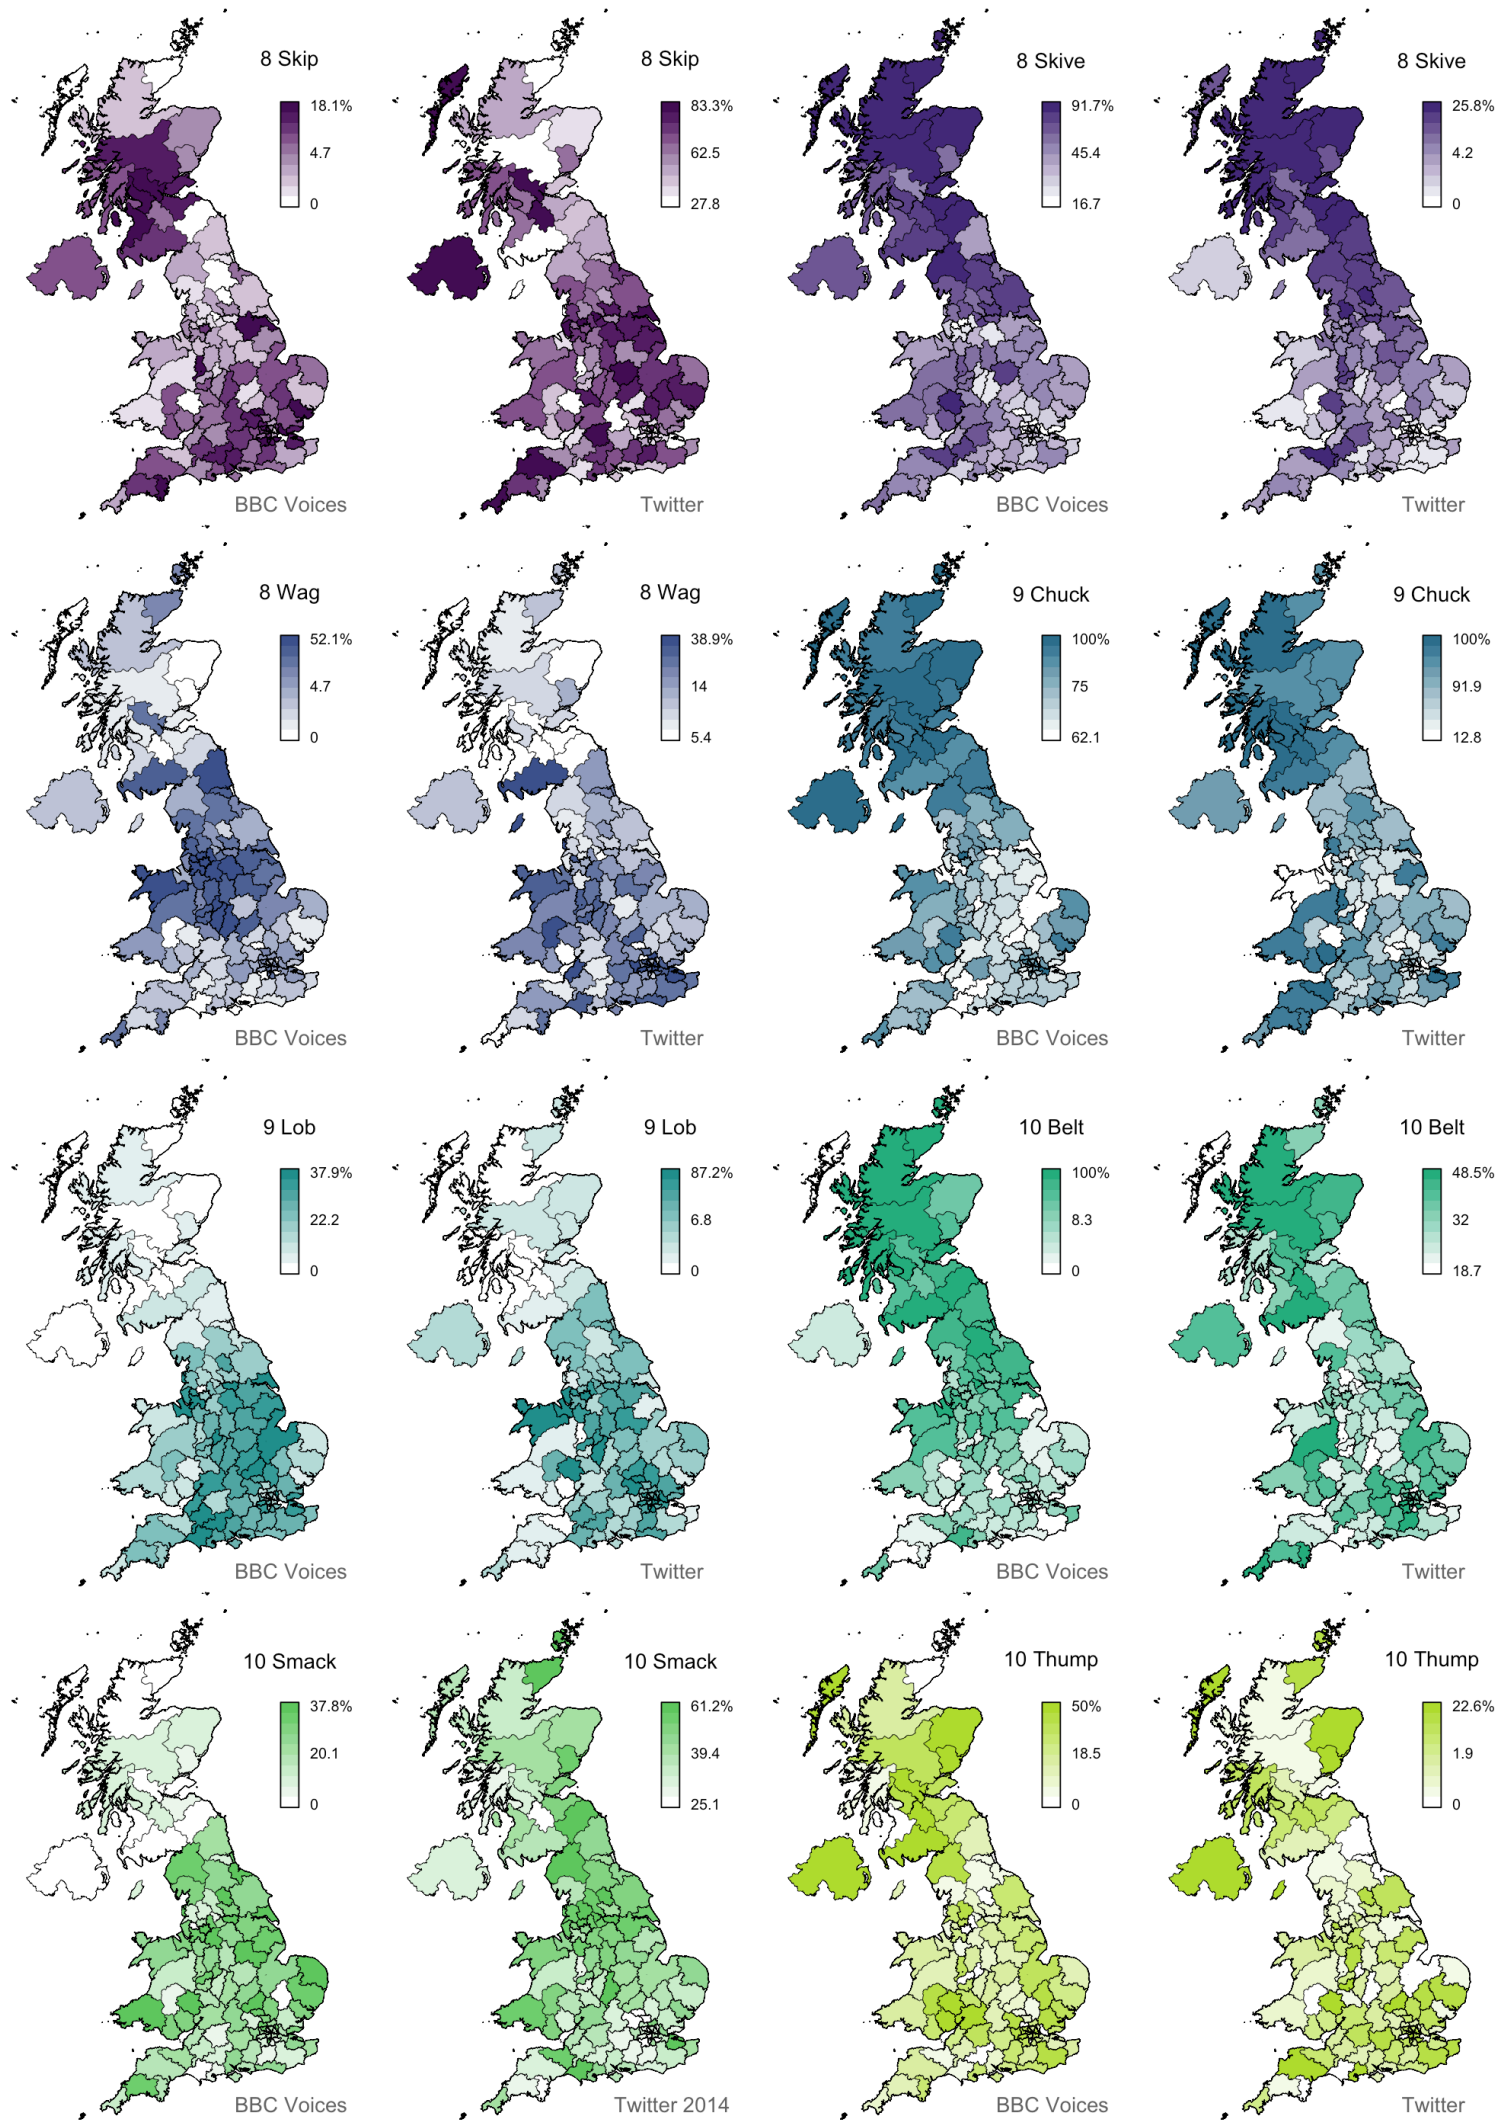 8 Skip
18.1%
4.7
0
BBC Voices
8 Skip
83.3%
62.5
27.8
Twitter
8 Skive
91.7%
45.4
16.7
BBC Voices
8 Skive
25.8%
4.2
0
Twitter
8 Wag
52.1%
4.7
0
BBC Voices
8 Wag
38.9%
14
5.4
Twitter
9 Chuck
100%
75
62.1
BBC Voices
9 Chuck
100%
91.9
12.8
Twitter
9 Lob
37.9%
22.2
0
BBC Voices
9 Lob
87.2%
6.8
0
Twitter
10 Belt
100%
8.3
0
BBC Voices
10 Belt
48.5%
32
18.7
Twitter
10 Smack
37.8%
20.1
0
BBC Voices
10 Smack
61.2%
39.4
25.1
Twitter 2014
10 Thump
50%
18.5
0
BBC Voices
10 Thump
22.6%
1.9
0
Twitter